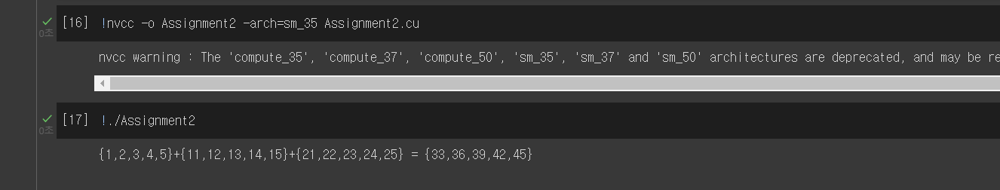 [16] !nvcc -o Assignment2 -arch=sm_35 Assignment2.cu
0초
nvcc warning : The 'compute_35', 'compute_37', 'compute_50', 'sm_35', 'sm_37' and 'sm_50' architectures are deprecated, and may be re
[17] !./Assignment2
0초
{1,2,3,4,5}+{11,12,13,14,15}+{21,22,23,24,25} = {33,36,39,42,45}